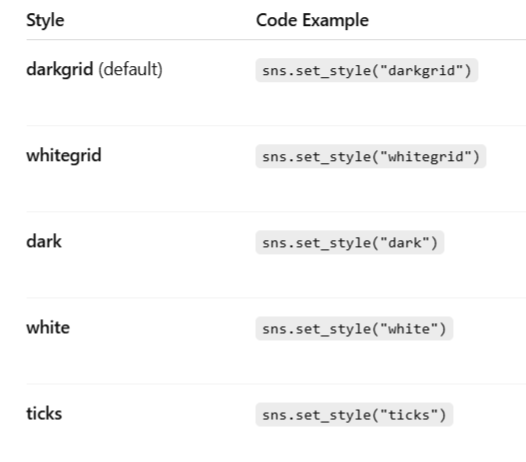 Style Code Example
darkgrid (default) sns.set_style("darkgrid")
whitegrid sns.set_style("whitegrid")
dark sns.set_style("dark")
white sns.set_style("white")
ticks sns.set_style("ticks")